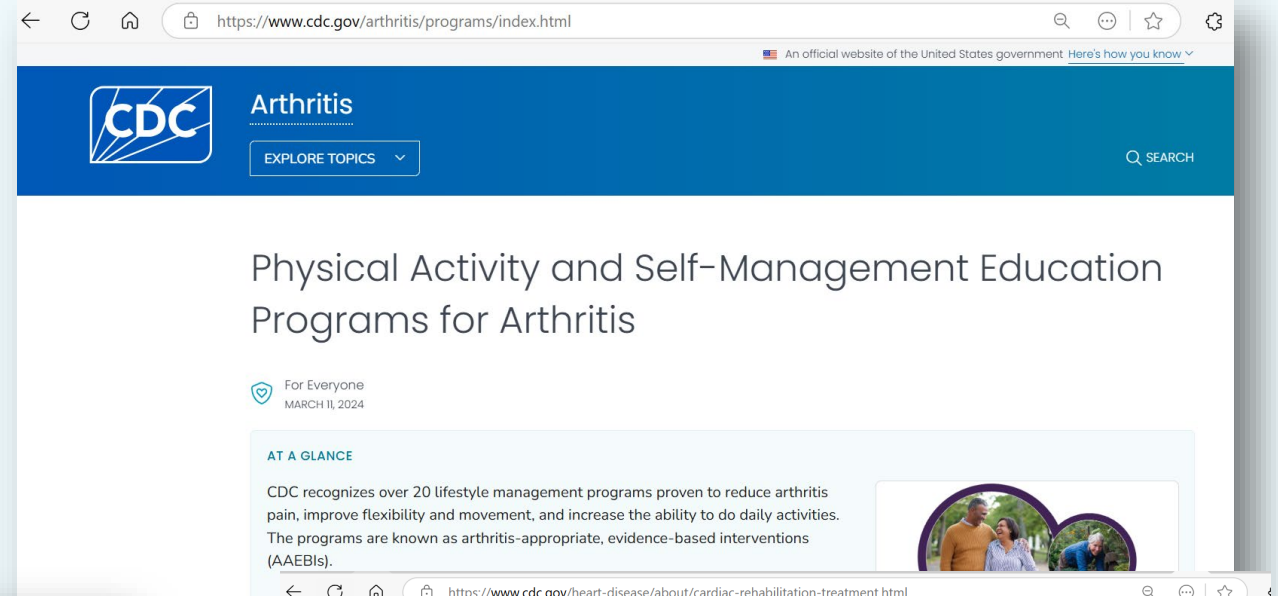 https://www.cdc.gov/arthritis/programs/index.html
An official website of the United States government Here's how you know
CDC
Arthritis
EXPLORE TOPICS
SEARCH
Physical Activity and Self-Management Education
Programs for Arthritis
For Everyone
MARCH 11, 2024
AT A GLANCE
CDC recognizes over 20 lifestyle management programs proven to reduce arthritis
pain, improve flexibility and movement, and increase the ability to do daily activities.
The programs are known as arthritis-appropriate, evidence-based interventions
(AAEBIs).
https://www.cdc.gov/heart-disease/about/cardiac-rehabilitation-treatment.html